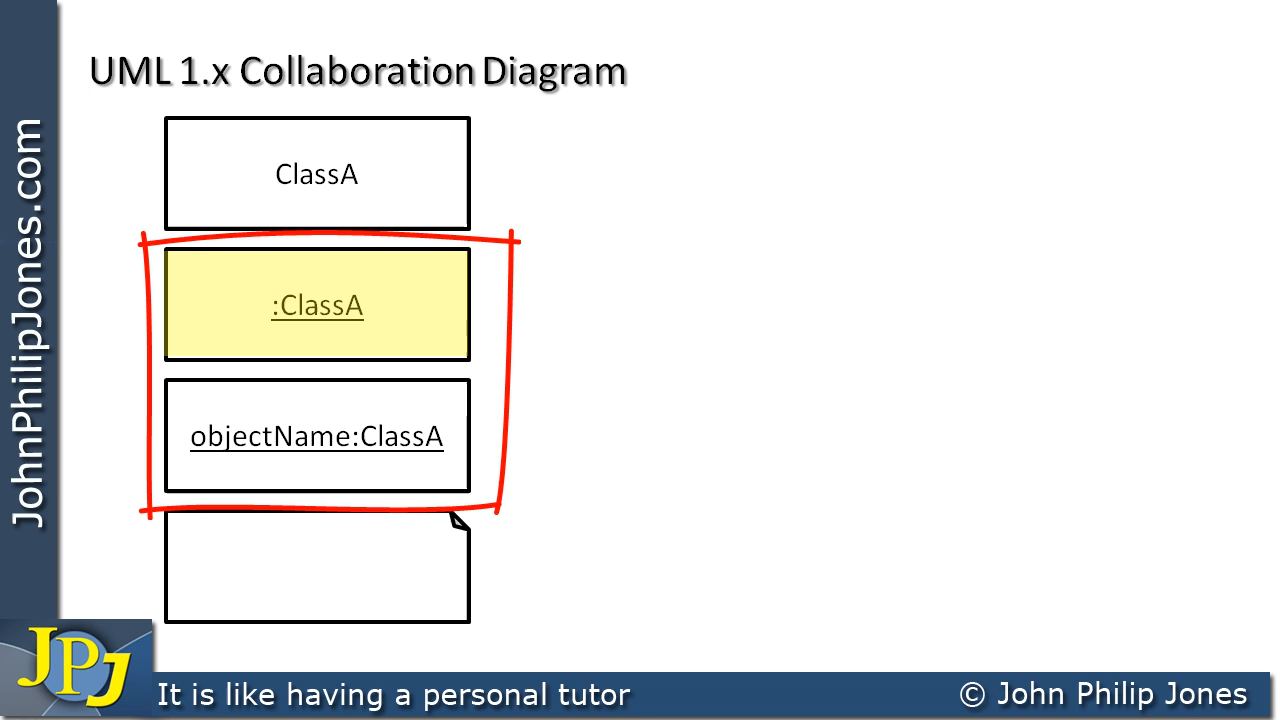 UML 1.x Collaboration Diagram
ClassA
:ClassA
objectName:ClassA
JohnPhilipJones.com
JPJ
It is like having a personal tutor
© John Philip Jones